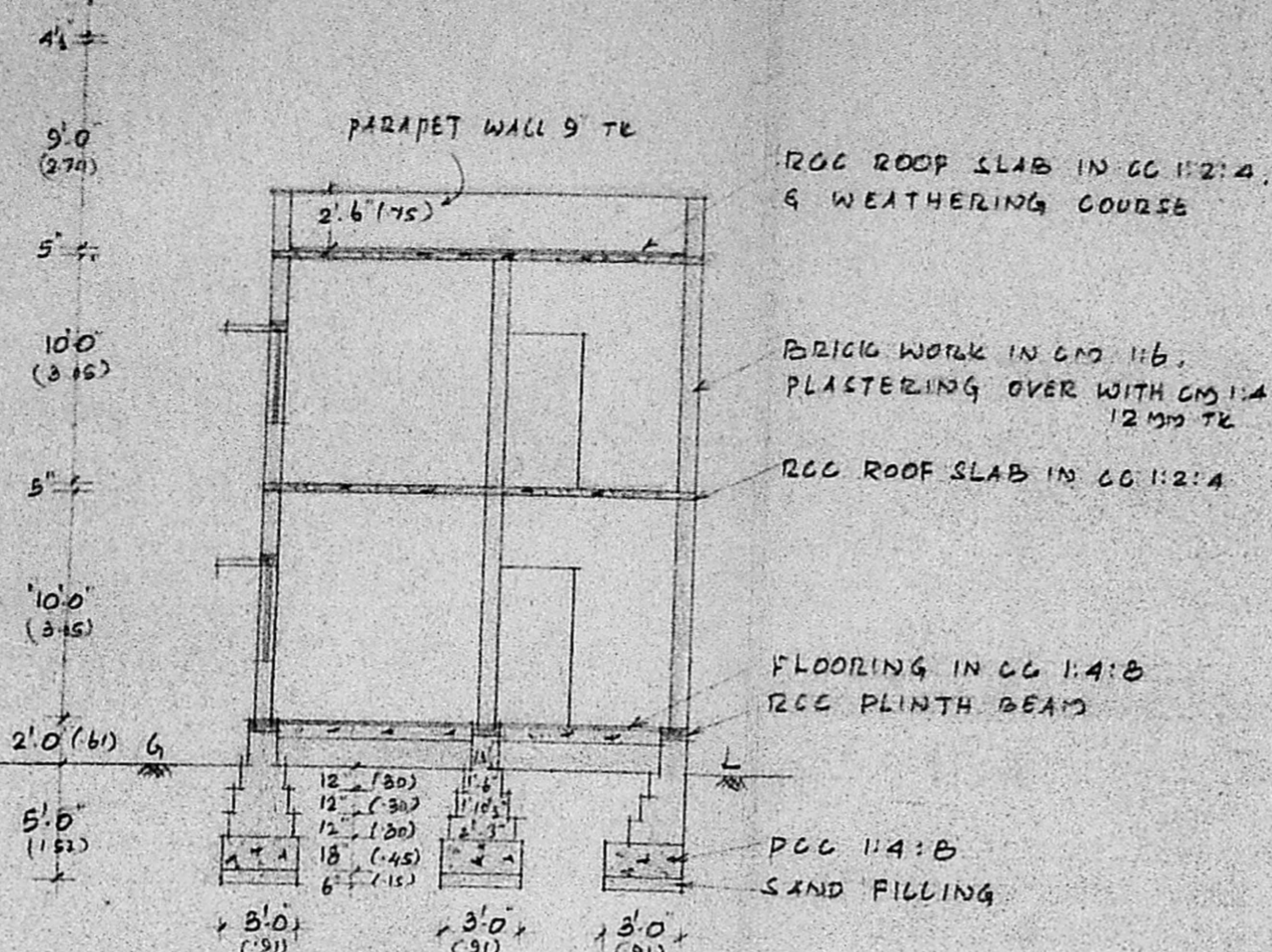 4½"
PARAPET WALL 9" TK
9'.0"
(2.74)
RCC ROOF SLAB IN CC 1:2:4,
& WEATHERING COURSE
2'.6" (.75)
5"
10'.0"
(3.05)
BRICK WORK IN CM 1:6,
PLASTERING OVER WITH CM 1:4
12 MM TK
5"
RCC ROOF SLAB IN CC 1:2:4
10'.0"
(3.05)
FLOORING IN CC 1:4:8
RCC PLINTH BEAM
2'.0" (.61) G
L
12" (.30)
1'.6"
12" (.30)
1'.10½"
12" (.30)
2'.3"
5'.0"
(1.52)
18" (.45)
6" (.15)
PCC 1:4:8
SAND FILLING
3'.0" 3'.0" 3'.0"
(.91) (.91) (.91)